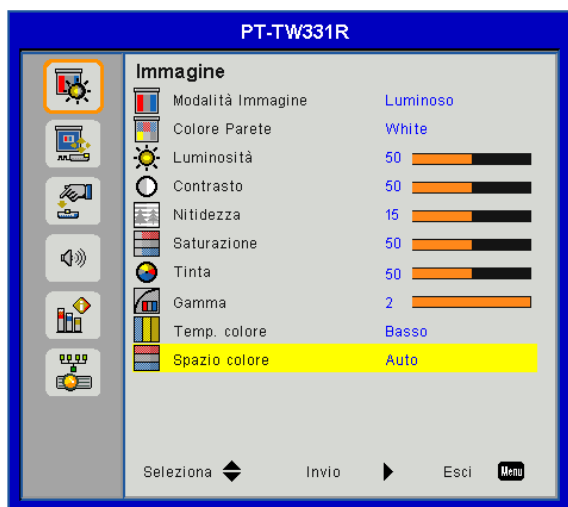 PT-TW331R
Immagine
Modalità Immagine Luminoso
Colore Parete White
Luminosità 50
Contrasto 50
Nitidezza 15
Saturazione 50
Tinta 50
Gamma 2
Temp. colore Basso
Spazio colore Auto
Seleziona Invio Esci Menu